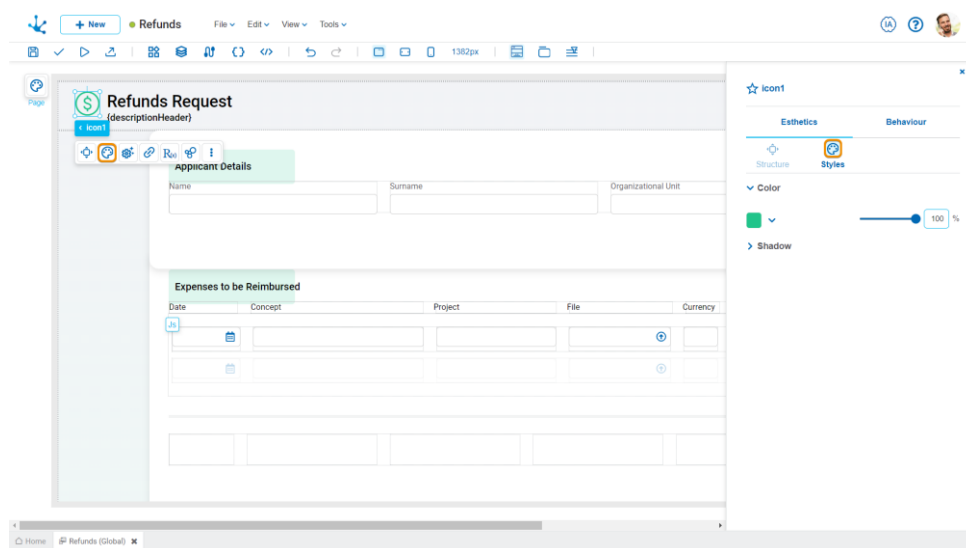 + New
Refunds
File
Edit
View
Tools
IA
?
1382px
Page
$
Refunds Request
{descriptionHeader}
icon1
Applicant Details
Name
Surname
Organizational Unit
Expenses to be Reimbursed
Date
Concept
Project
File
Currency
Js
icon1
Esthetics
Behaviour
Structure
Styles
Color
100 %
Shadow
Home
Refunds (Global)